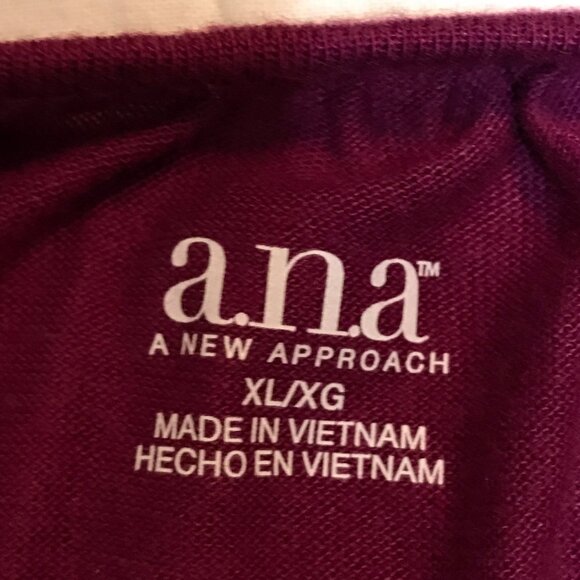 a.n.a™
A NEW APPROACH
XL/XG
MADE IN VIETNAM
HECHO EN VIETNAM